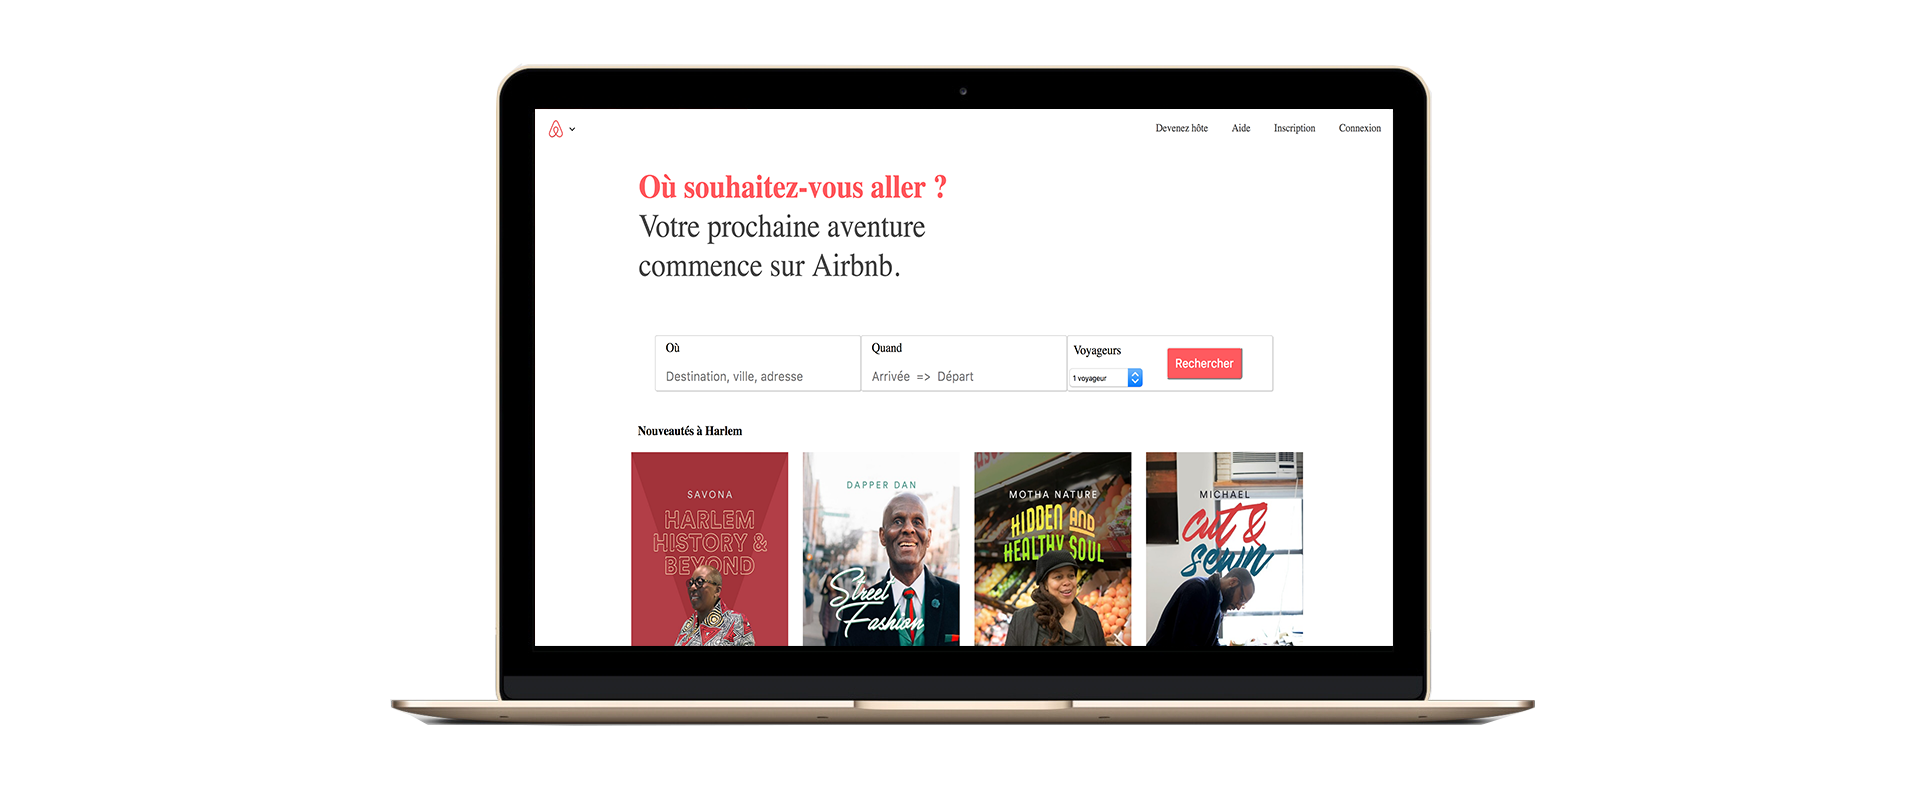 Devenez hôte Aide Inscription Connexion
Où souhaitez-vous aller ?
Votre prochaine aventure
commence sur Airbnb.
Où
Destination, ville, adresse
Quand
Arrivée => Départ
Voyageurs
1 voyageur
Rechercher
Nouveautés à Harlem
SAVONA
HARLEM
HISTORY &
BEYOND
DAPPER DAN
Street
Fashion
MOTHA NATURE
HIDDEN AND
HEALTHY SOUL
MICHAEL
cut &
sewn